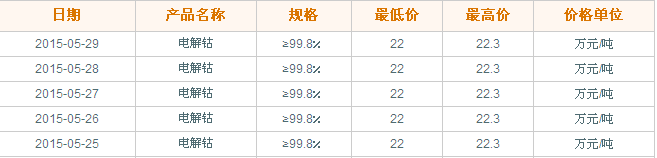 日期 产品名称 规格 最低价 最高价 价格单位
2015-05-29 电解钴 ≥99.8% 22 22.3 万元/吨
2015-05-28 电解钴 ≥99.8% 22 22.3 万元/吨
2015-05-27 电解钴 ≥99.8% 22 22.3 万元/吨
2015-05-26 电解钴 ≥99.8% 22 22.3 万元/吨
2015-05-25 电解钴 ≥99.8% 22 22.3 万元/吨